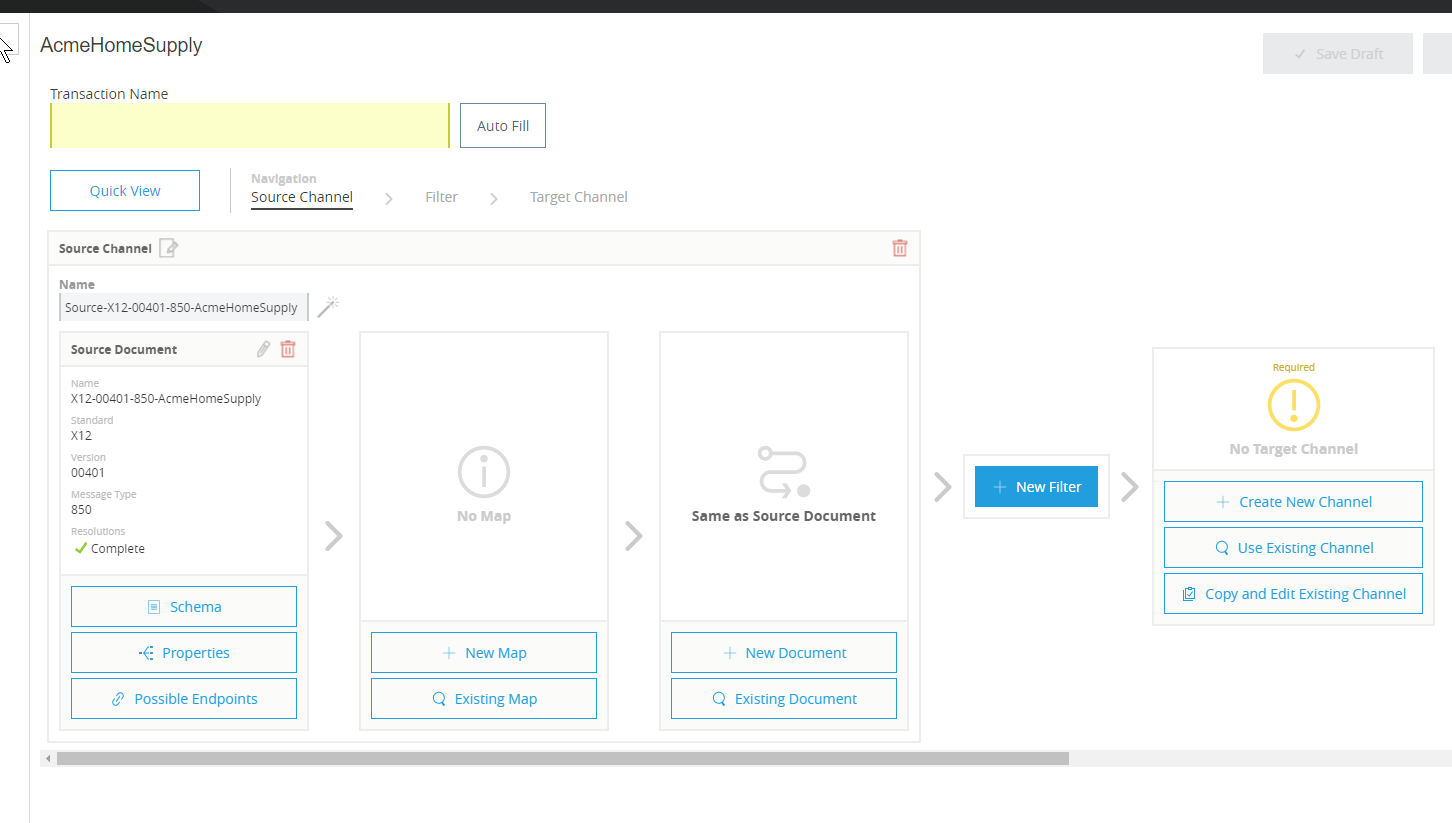 AcmeHomeSupply
Save Draft
Transaction Name
Auto Fill
Quick View
Navigation
Source Channel
Filter
Target Channel
Source Channel
Name
Source-X12-00401-850-AcmeHomeSupply
Source Document
Name
X12-00401-850-AcmeHomeSupply
Standard
X12
Version
00401
Message Type
850
Resolutions
Complete
Schema
Properties
Possible Endpoints
No Map
New Map
Existing Map
Same as Source Document
New Document
Existing Document
New Filter
Required
No Target Channel
Create New Channel
Use Existing Channel
Copy and Edit Existing Channel